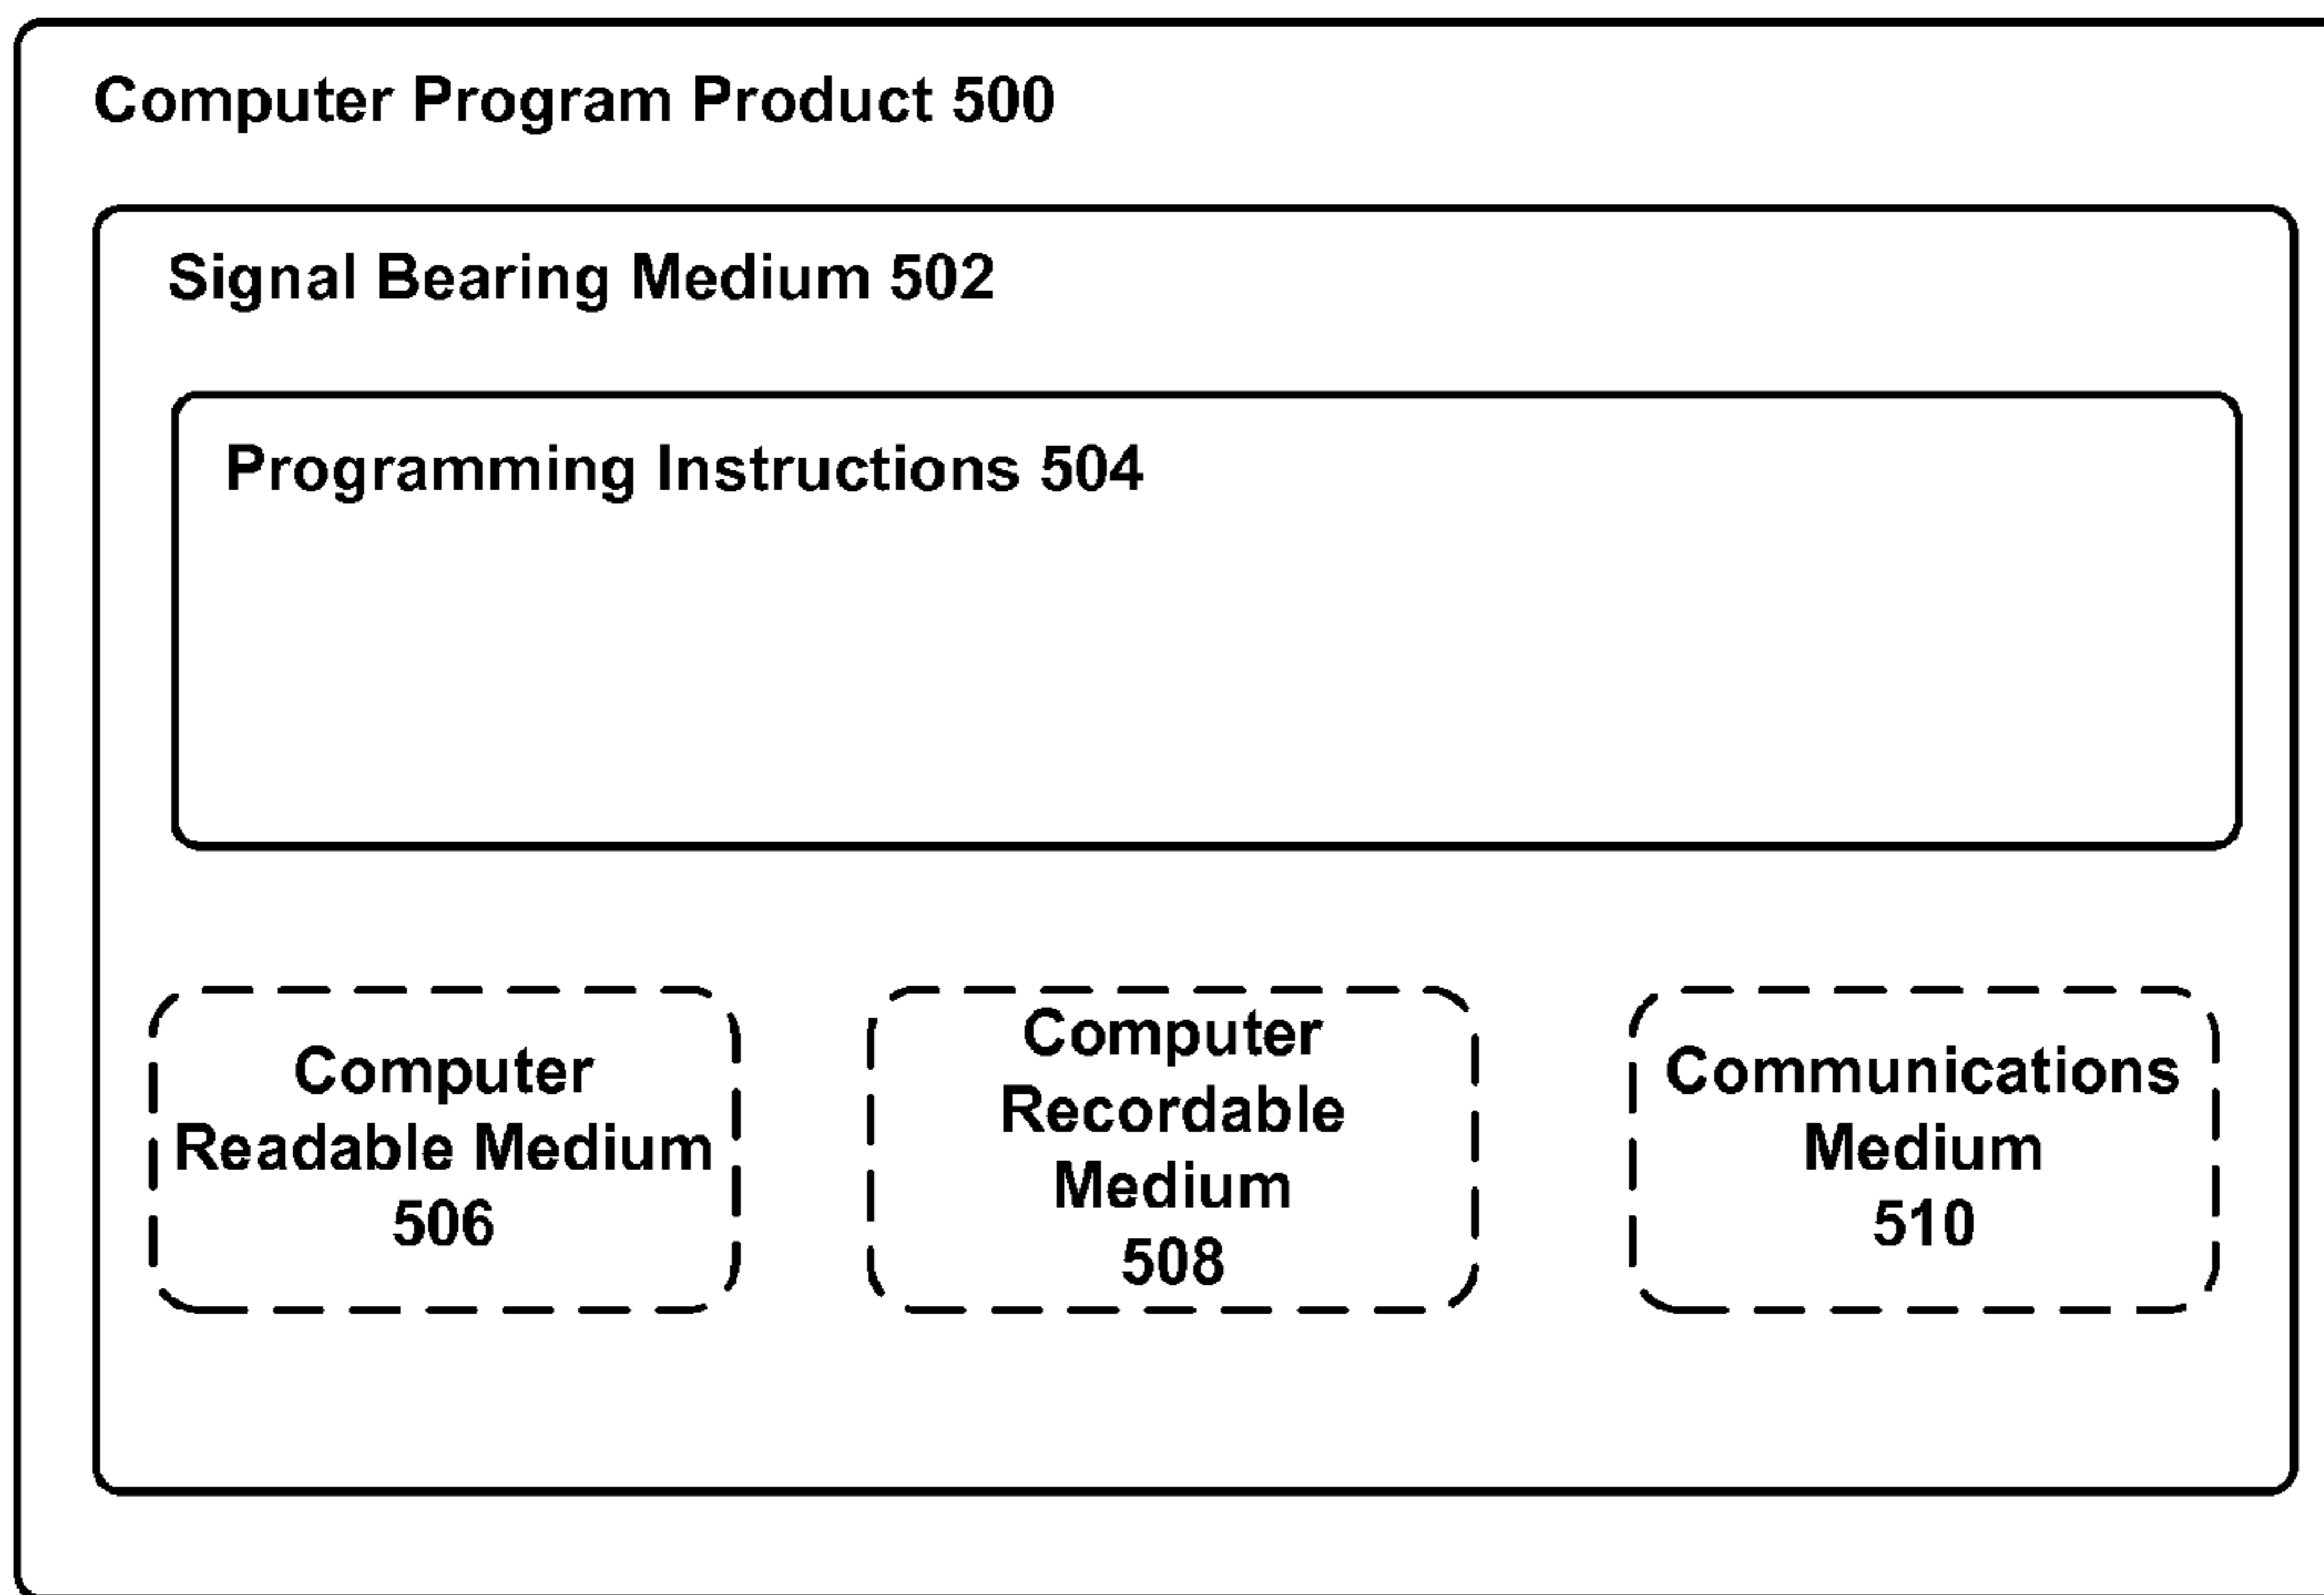 Computer Program Product 500
Signal Bearing Medium 502
Programming Instructions 504
Computer
Readable Medium
506
Computer
Recordable
Medium
508
Communications
Medium
510